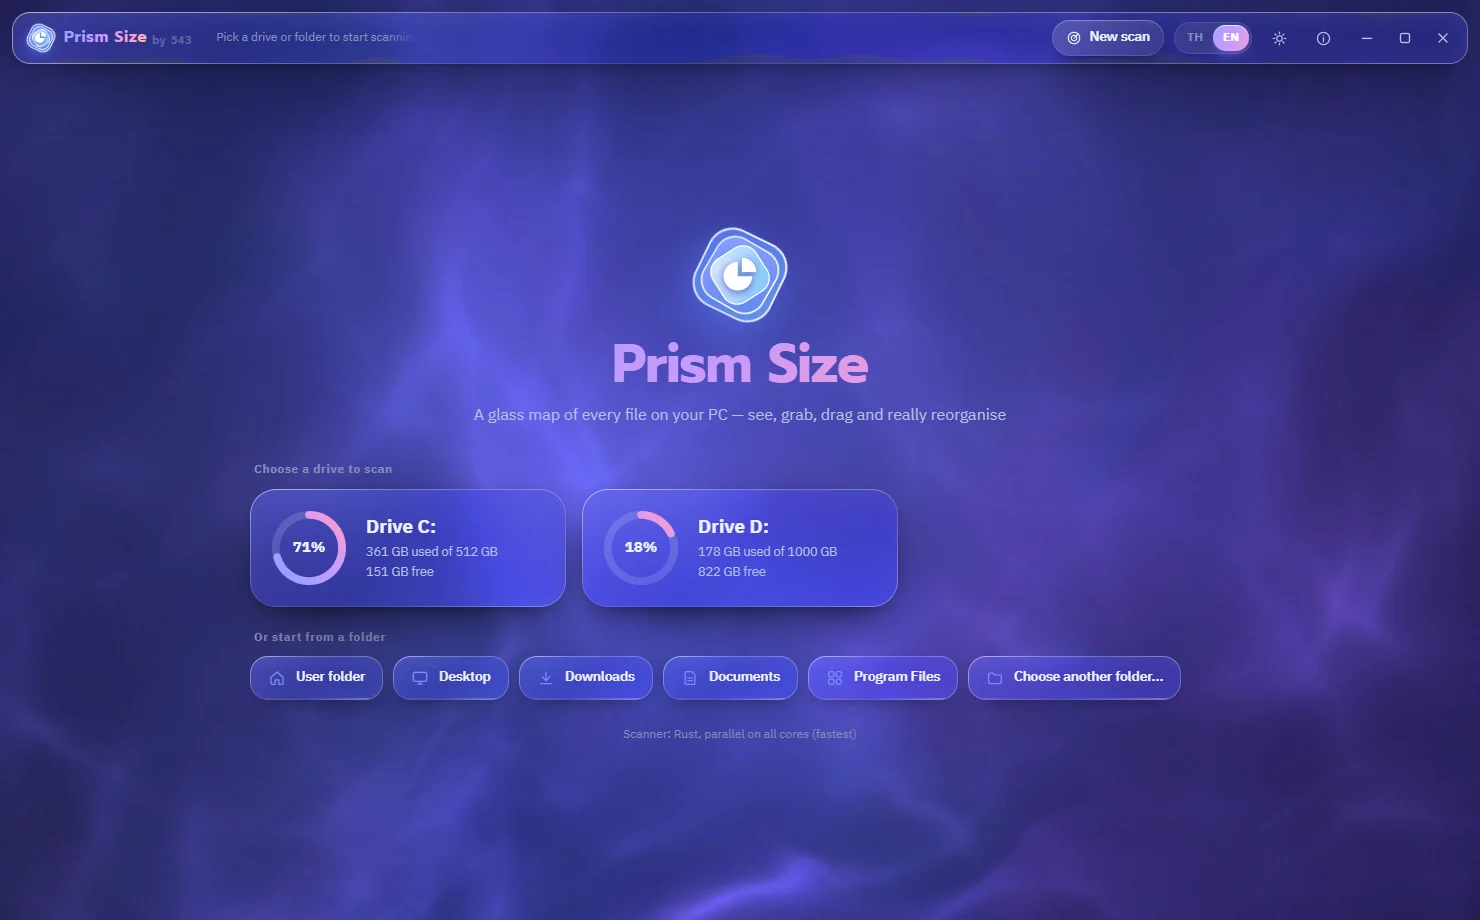 Prism Size by 543
Pick a drive or folder to start scanning
New scan
TH
EN
Prism Size
A glass map of every file on your PC — see, grab, drag and really reorganise
Choose a drive to scan
71%
Drive C:
361 GB used of 512 GB
151 GB free
18%
Drive D:
178 GB used of 1000 GB
822 GB free
Or start from a folder
User folder
Desktop
Downloads
Documents
Program Files
Choose another folder...
Scanner: Rust, parallel on all cores (fastest)